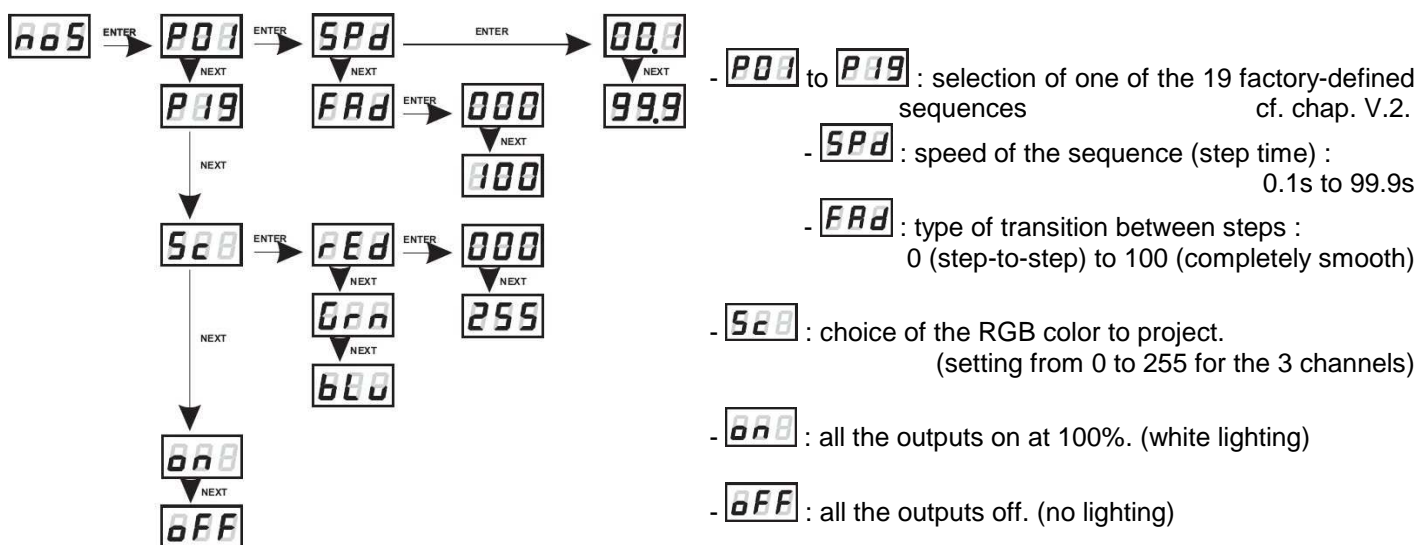 noS ENTER P01 ENTER SPd ENTER 00.1
NEXT NEXT NEXT
P19 FAd ENTER 000 99.9
NEXT
100
NEXT
Sc ENTER rEd ENTER 000
NEXT NEXT
Grn 255
NEXT
bLu
NEXT
on
NEXT
oFF
- P01 to P19 : selection of one of the 19 factory-defined
sequences cf. chap. V.2.
- SPd : speed of the sequence (step time) :
0.1s to 99.9s
- FAd : type of transition between steps :
0 (step-to-step) to 100 (completely smooth)
- Sc : choice of the RGB color to project.
(setting from 0 to 255 for the 3 channels)
- on : all the outputs on at 100%. (white lighting)
- oFF : all the outputs off. (no lighting)